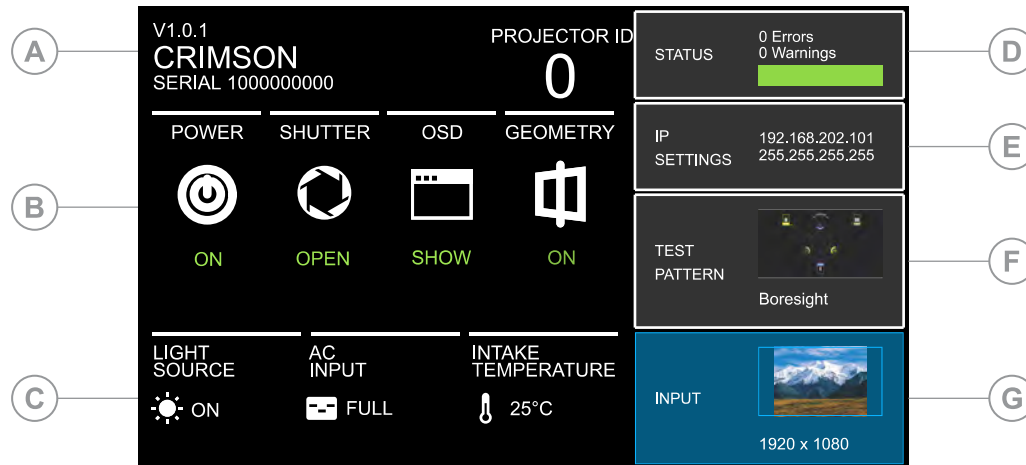 A
V1.0.1
CRIMSON
SERIAL 1000000000
PROJECTOR ID
0
B
POWER
SHUTTER
OSD
GEOMETRY
ON
OPEN
SHOW
ON
C
LIGHT
SOURCE
ON
AC
INPUT
FULL
INTAKE
TEMPERATURE
25°C
STATUS
0 Errors
0 Warnings
D
IP
SETTINGS
192.168.202.101
255.255.255.255
E
TEST
PATTERN
Boresight
F
INPUT
1920 x 1080
G